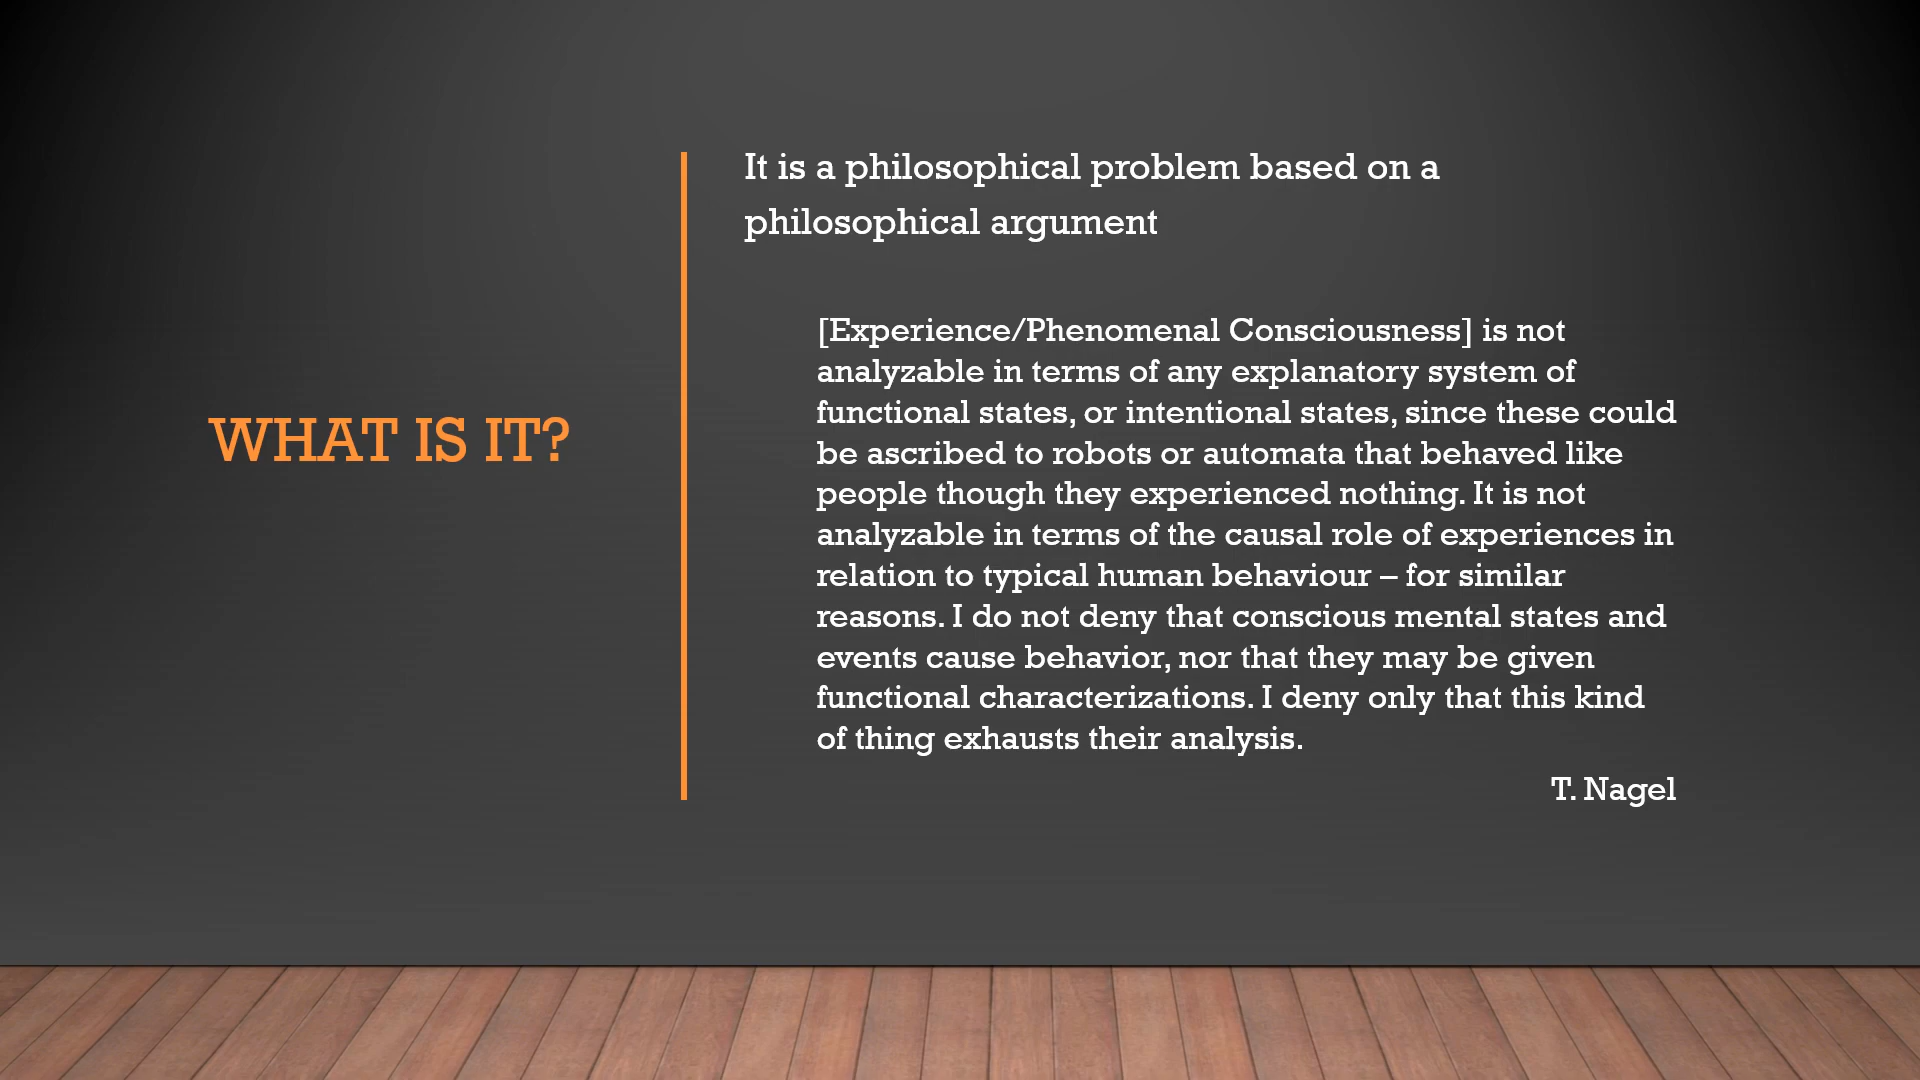 WHAT IS IT?
It is a philosophical problem based on a
philosophical argument
[Experience/Phenomenal Consciousness] is not
analyzable in terms of any explanatory system of
functional states, or intentional states, since these could
be ascribed to robots or automata that behaved like
people though they experienced nothing. It is not
analyzable in terms of the causal role of experiences in
relation to typical human behaviour – for similar
reasons. I do not deny that conscious mental states and
events cause behavior, nor that they may be given
functional characterizations. I deny only that this kind
of thing exhausts their analysis.
T. Nagel